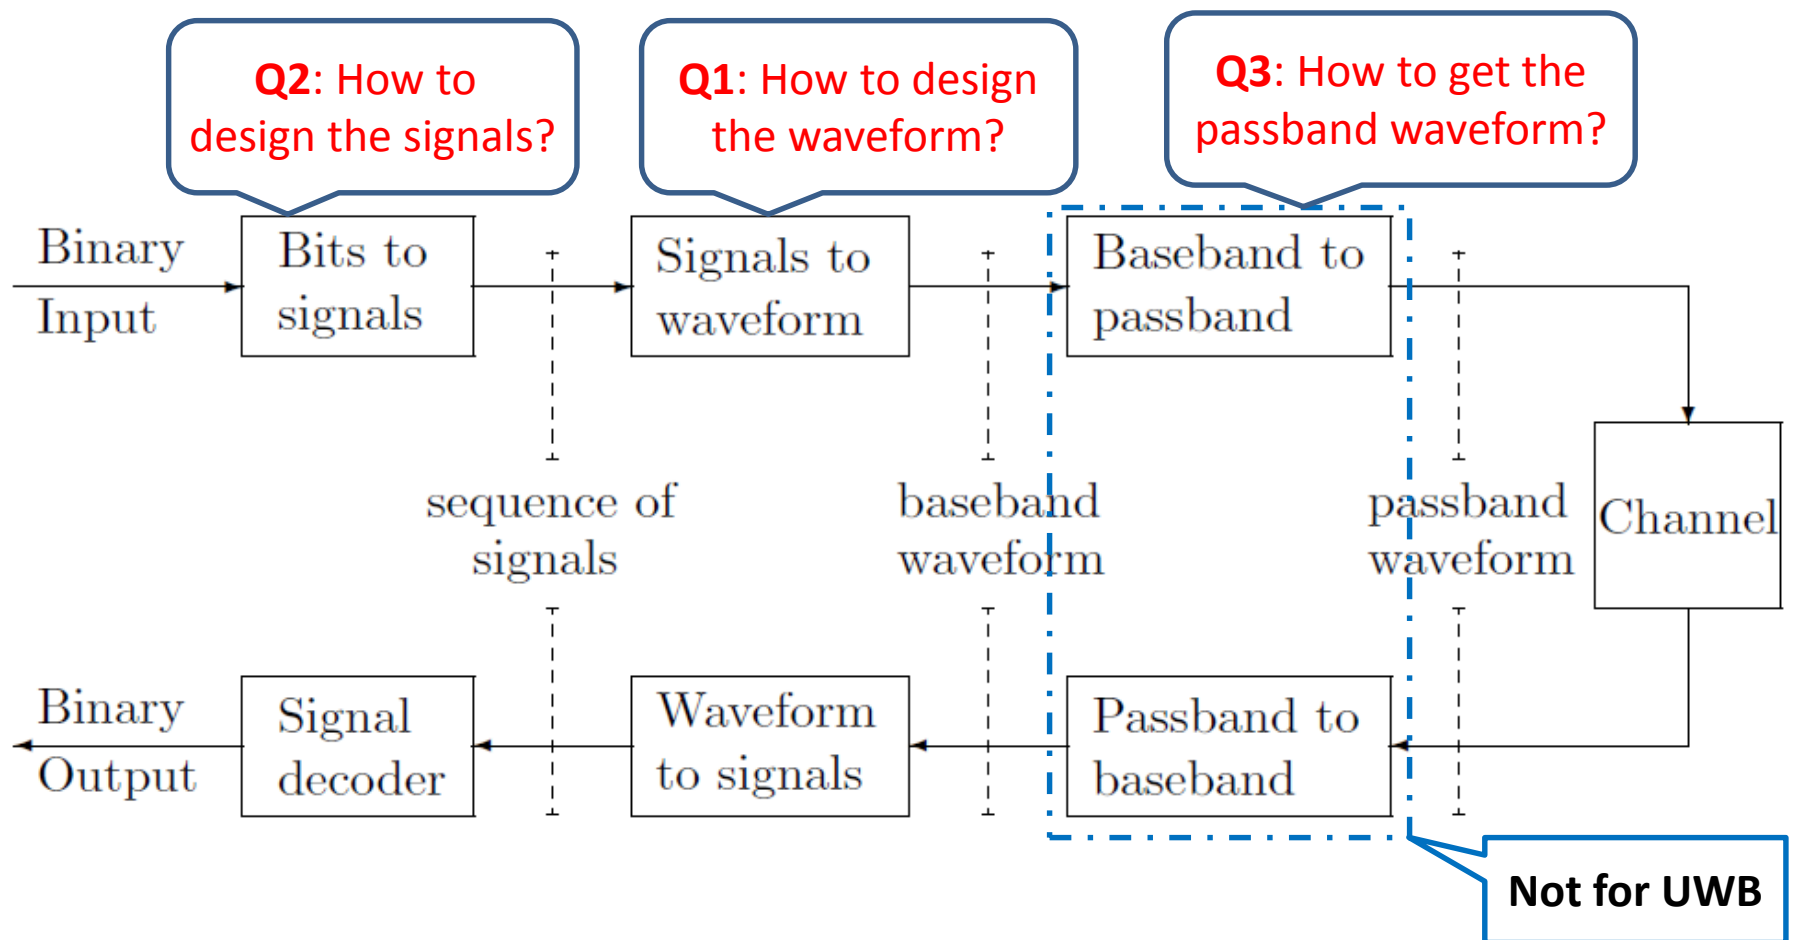 Q2: How to
design the signals?
Q1: How to design
the waveform?
Q3: How to get the
passband waveform?
Binary
Input
Bits to
signals
Signals to
waveform
Baseband to
passband
sequence of
signals
baseband
waveform
passband
waveform
Channel
Binary
Output
Signal
decoder
Waveform
to signals
Passband to
baseband
Not for UWB